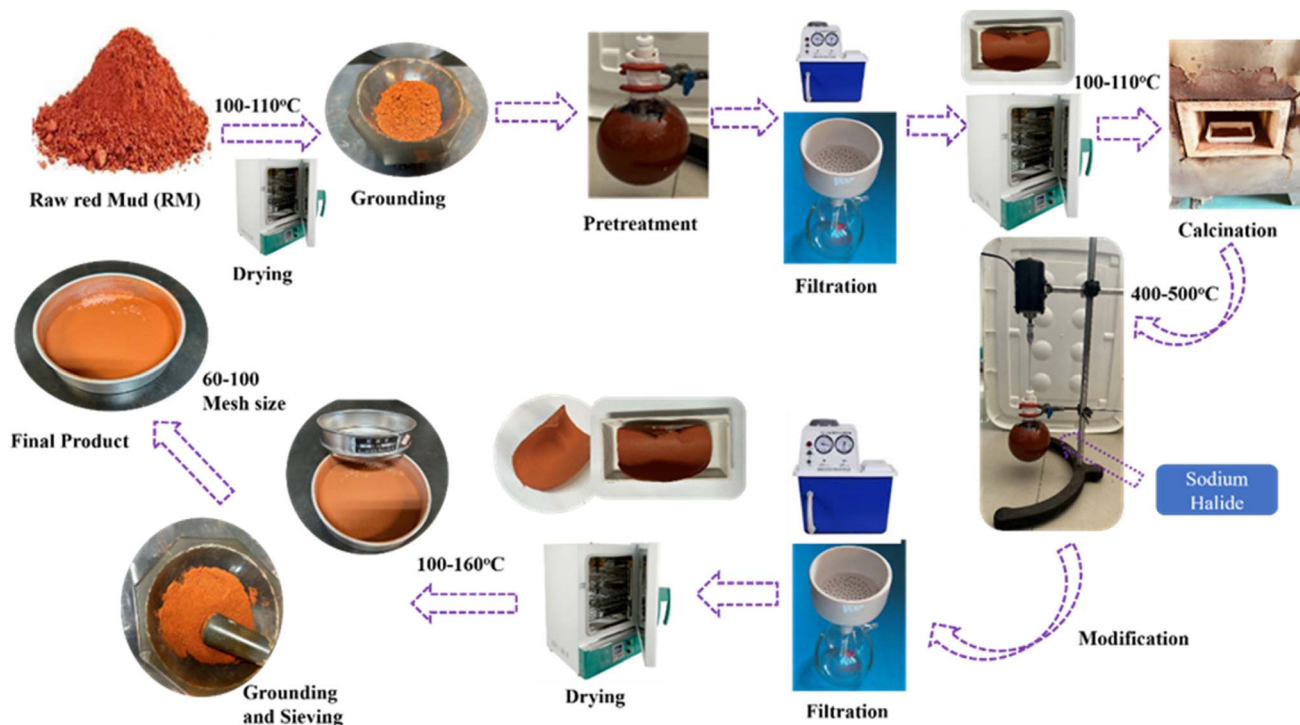 100-110°C
Raw red Mud (RM)
Drying
Grounding
Pretreatment
Filtration
100-110°C
Calcination
400-500°C
Sodium
Halide
Modification
Filtration
Drying
100-160°C
Grounding
and Sieving
60-100
Mesh size
Final Product